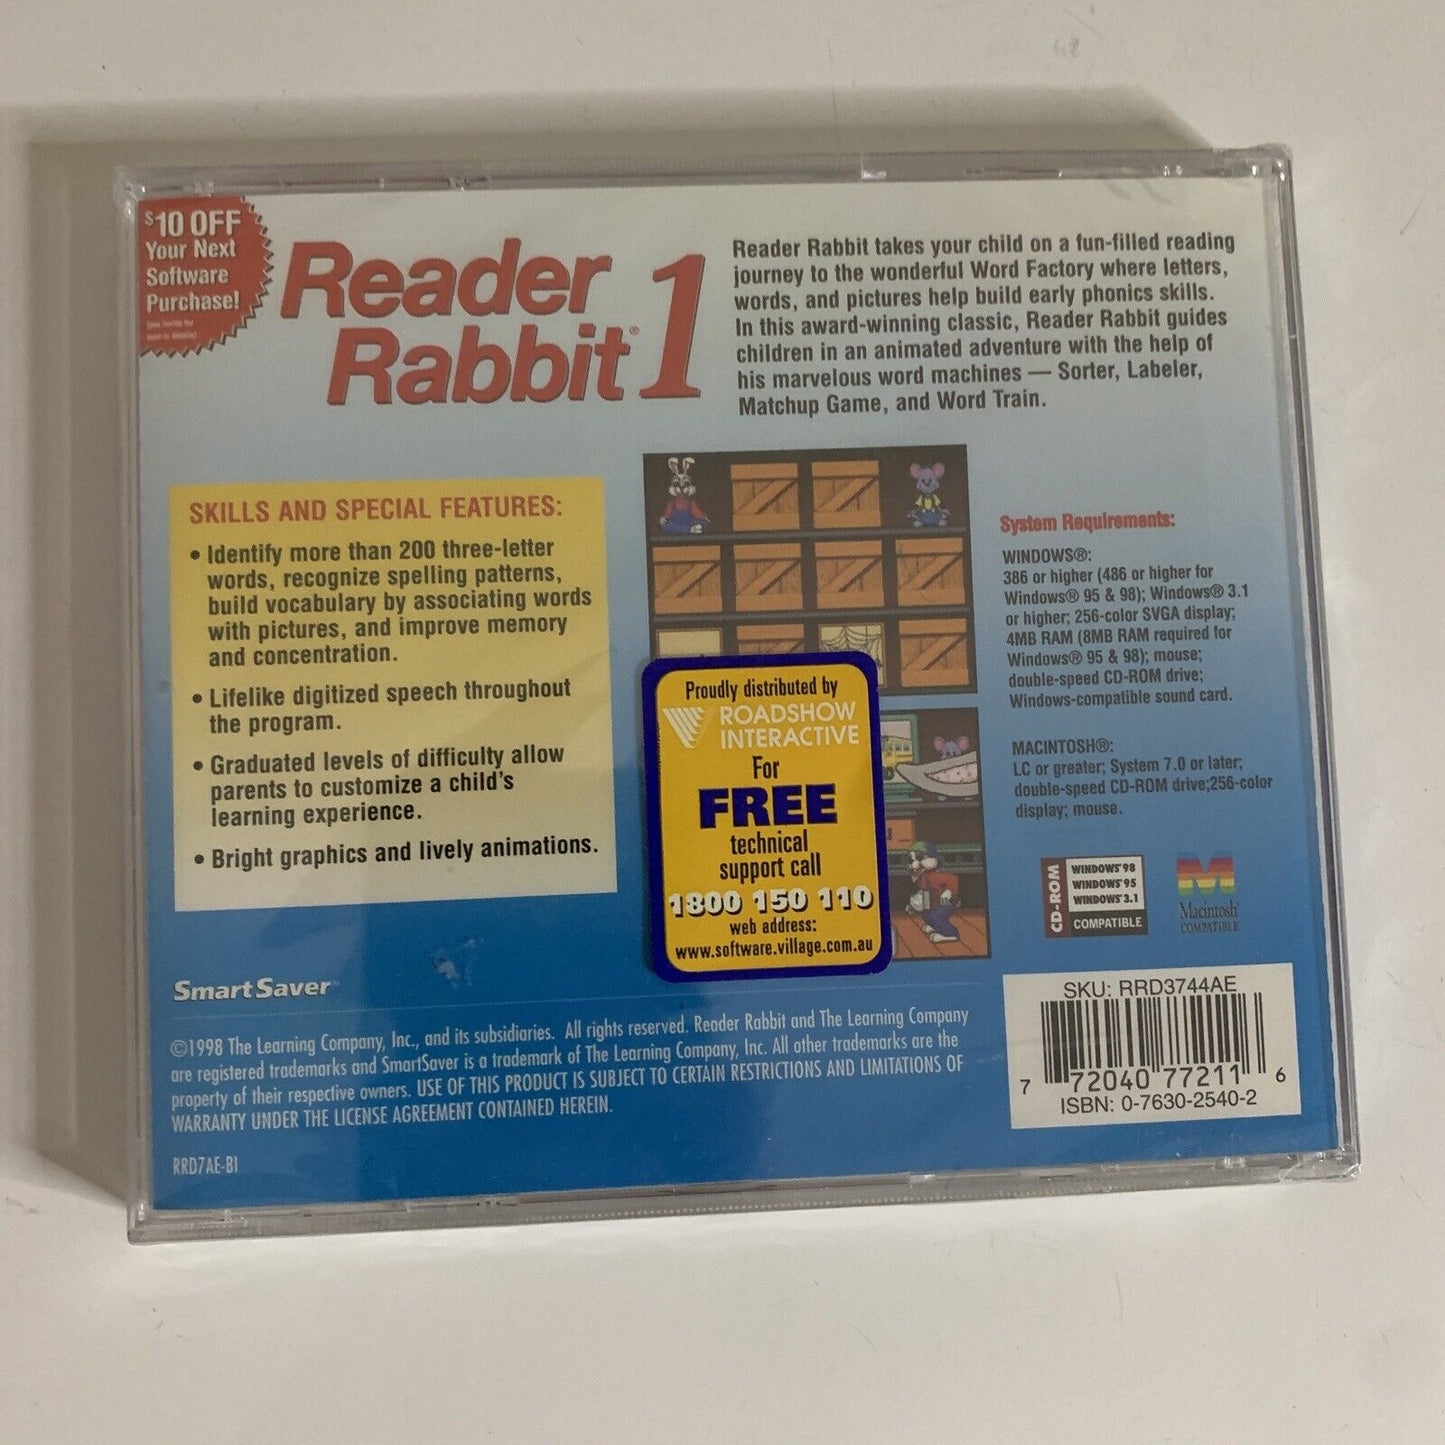 $10 OFF
Your Next
Software
Purchase!
Reader
Rabbit® 1
Reader Rabbit takes your child on a fun-filled reading
journey to the wonderful Word Factory where letters,
words, and pictures help build early phonics skills.
In this award-winning classic, Reader Rabbit guides
children in an animated adventure with the help of
his marvelous word machines — Sorter, Labeler,
Matchup Game, and Word Train.
SKILLS AND SPECIAL FEATURES:
• Identify more than 200 three-letter
words, recognize spelling patterns,
build vocabulary by associating words
with pictures, and improve memory
and concentration.
• Lifelike digitized speech throughout
the program.
• Graduated levels of difficulty allow
parents to customize a child's
learning experience.
• Bright graphics and lively animations.
Proudly distributed by
ROADSHOW
INTERACTIVE
For
FREE
technical
support call
1800 150 110
web address:
www.software.village.com.au
System Requirements:
WINDOWS®:
386 or higher (486 or higher for
Windows® 95 & 98); Windows® 3.1
or higher; 256-color SVGA display;
4MB RAM (8MB RAM required for
Windows® 95 & 98); mouse;
double-speed CD-ROM drive;
Windows-compatible sound card.
MACINTOSH®:
LC or greater; System 7.0 or later;
double-speed CD-ROM drive;256-color
display; mouse.
CD-ROM
WINDOWS® 98
WINDOWS® 95
WINDOWS® 3.1
COMPATIBLE
Macintosh®
COMPATIBLE
SmartSaver™
©1998 The Learning Company, Inc., and its subsidiaries. All rights reserved. Reader Rabbit and The Learning Company
are registered trademarks and SmartSaver is a trademark of The Learning Company, Inc. All other trademarks are the
property of their respective owners. USE OF THIS PRODUCT IS SUBJECT TO CERTAIN RESTRICTIONS AND LIMITATIONS OF
WARRANTY UNDER THE LICENSE AGREEMENT CONTAINED HEREIN.
RRD7AE-BI
SKU: RRD3744AE
7 72040 77211 6
ISBN: 0-7630-2540-2